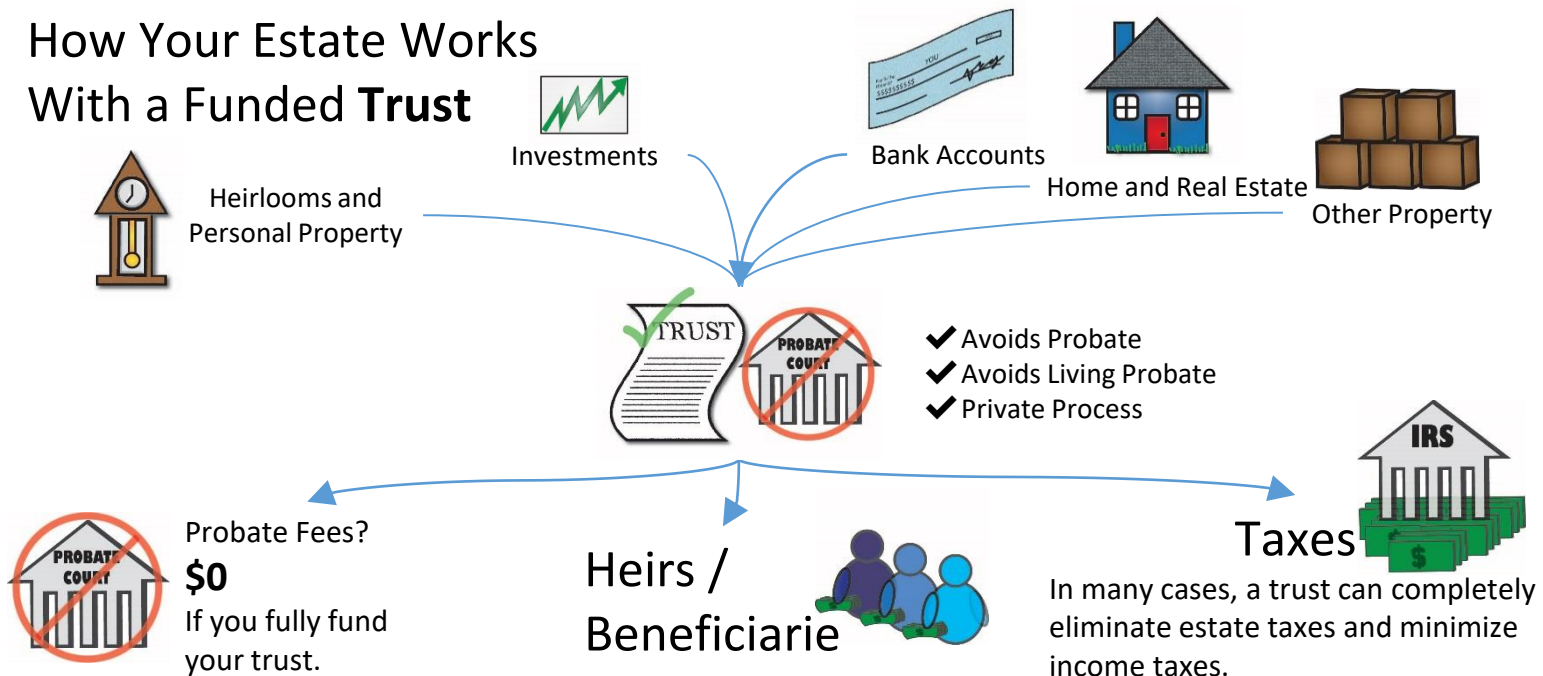 How Your Estate Works
With a Funded Trust
Investments
Pay To The
YOU
$$$$$$$$$$
Bank Accounts
Home and Real Estate
Heirlooms and
Personal Property
Other Property
TRUST
PROBATE
COURT
✔ Avoids Probate
✔ Avoids Living Probate
✔ Private Process
PROBATE
COURT
Probate Fees?
$0
If you fully fund
your trust.
Heirs /
Beneficiarie
IRS
$
$
Taxes
In many cases, a trust can completely
eliminate estate taxes and minimize
income taxes.